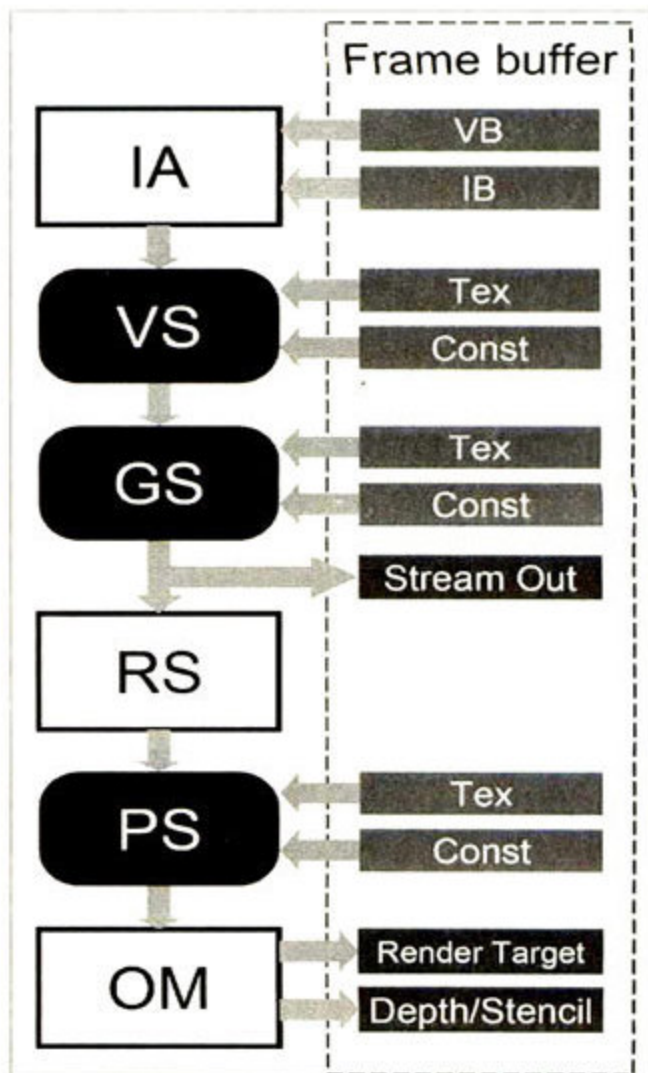 Frame buffer
IA
VB
IB
VS
Tex
Const
GS
Tex
Const
Stream Out
RS
PS
Tex
Const
OM
Render Target
Depth/Stencil